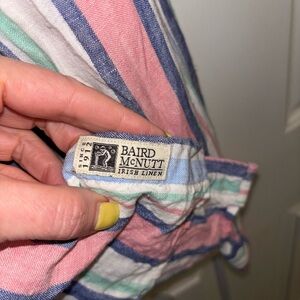 SINCE 1912
BAIRD
McNUTT
IRISH LINEN